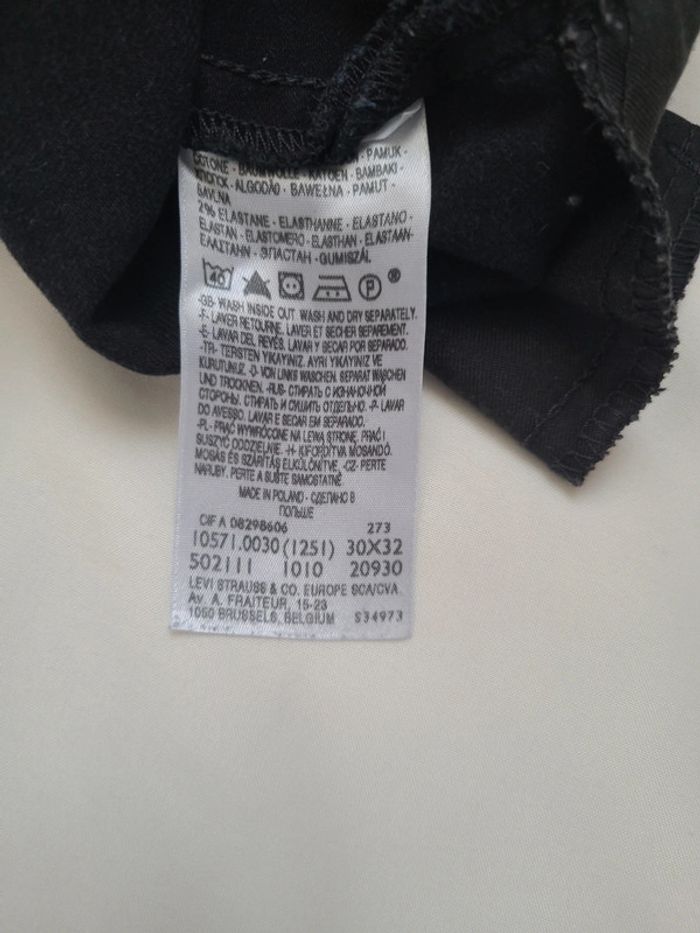 COTONE · BAUMWOLLE · KATOEN · BAMBAKI ·
ХЛОПОК · ALGODÃO · BAWEŁNA · PAMUT ·
BAVLNA
2% ELASTANE · ELASTHANNE · ELASTANO ·
ELASTAN · ELASTOMERO · ELASTHAN · ELASTAAN ·
ΕΛΑΣΤΑΝΗ · ЭЛАСТАН · GUMISZÁL
40 P ®
-GB- WASH INSIDE OUT WASH AND DRY SEPARATELY.
-F- LAVER RETOURNE. LAVER ET SECHER SEPAREMENT.
-E- LAVAR DEL REVÉS. LAVAR Y SECAR POR SEPARADO.
-TR- TERSTEN YIKAYINIZ. AYRI YIKAYINIZ VE
KURUTUNUZ. -D- VON LINKS WASCHEN. SEPARAT WASCHEN
UND TROCKNEN. -RUS- СТИРАТЬ С ИЗНАНОЧНОЙ
СТОРОНЫ. СТИРАТЬ И СУШИТЬ ОТДЕЛЬНО. -P- LAVAR
DO AVESSO. LAVAR E SECAR EM SEPARADO.
-PL- PRAĆ WYWRÓCONE NA LEWĄ STRONĘ. PRAĆ I
SUSZYĆ ODDZIELNIE. -H- KIFORDÍTVA MOSANDÓ.
MOSÁS ÉS SZÁRÍTÁS ELKÜLÖNÍTVE. -CZ- PERTE
NARUBY. PERTE A SUŠTE SAMOSTATNĚ.
MADE IN POLAND · СДЕЛАНО В
ПОЛЬШЕ
CIF A 08298606 273
10571.0030 (1251) 30X32
502111 1010 20930
LEVI STRAUSS & CO. EUROPE SCA/CVA
AV. A. FRAITEUR, 15-23
1050 BRUSSELS, BELGIUM S34973